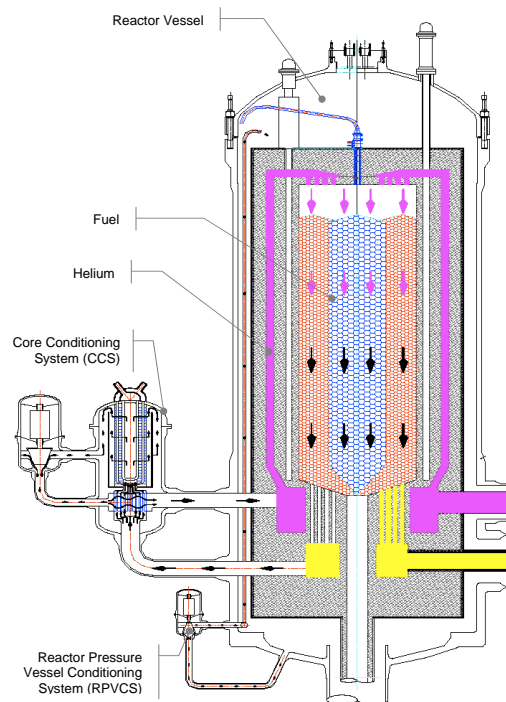 Reactor Vessel
Fuel
Helium
Core Conditioning
System (CCS)
Reactor Pressure
Vessel Conditioning
System (RPVCS)